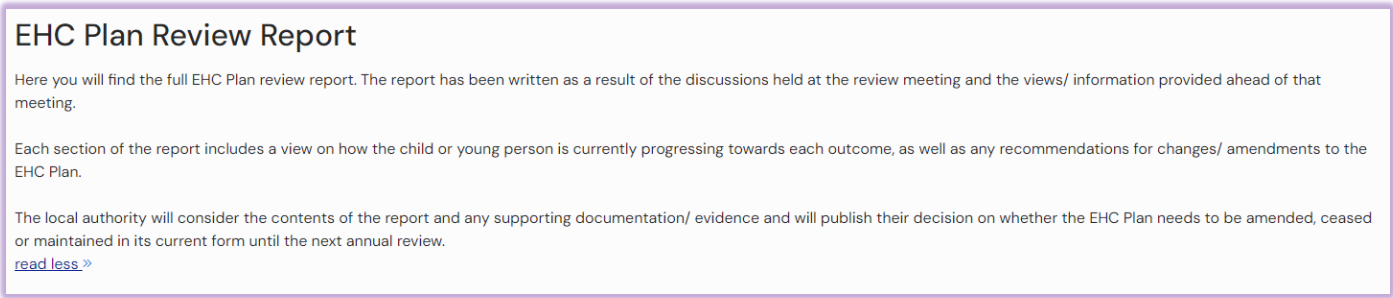 EHC Plan Review Report
Here you will find the full EHC Plan review report. The report has been written as a result of the discussions held at the review meeting and the views/ information provided ahead of that
meeting.
Each section of the report includes a view on how the child or young person is currently progressing towards each outcome, as well as any recommendations for changes/ amendments to the
EHC Plan.
The local authority will consider the contents of the report and any supporting documentation/ evidence and will publish their decision on whether the EHC Plan needs to be amended, ceased
or maintained in its current form until the next annual review.
read less »